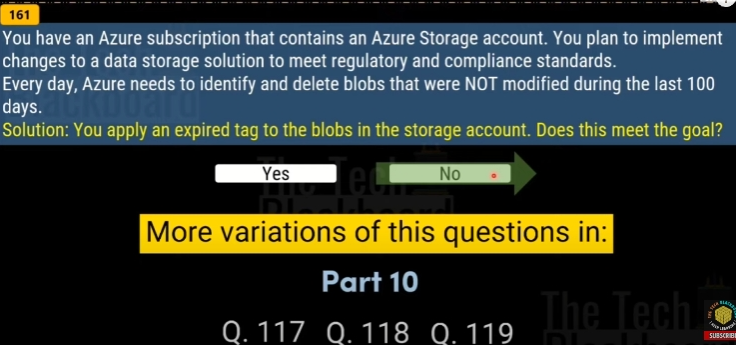 161
You have an Azure subscription that contains an Azure Storage account. You plan to implement
changes to a data storage solution to meet regulatory and compliance standards.
Every day, Azure needs to identify and delete blobs that were NOT modified during the last 100
days.
Solution: You apply an expired tag to the blobs in the storage account. Does this meet the goal?
Yes
No
The Tech
Blackboard
More variations of this questions in:
Part 10
The Tech
Q. 117 Q. 118 Q. 119
SUBSCRIBE